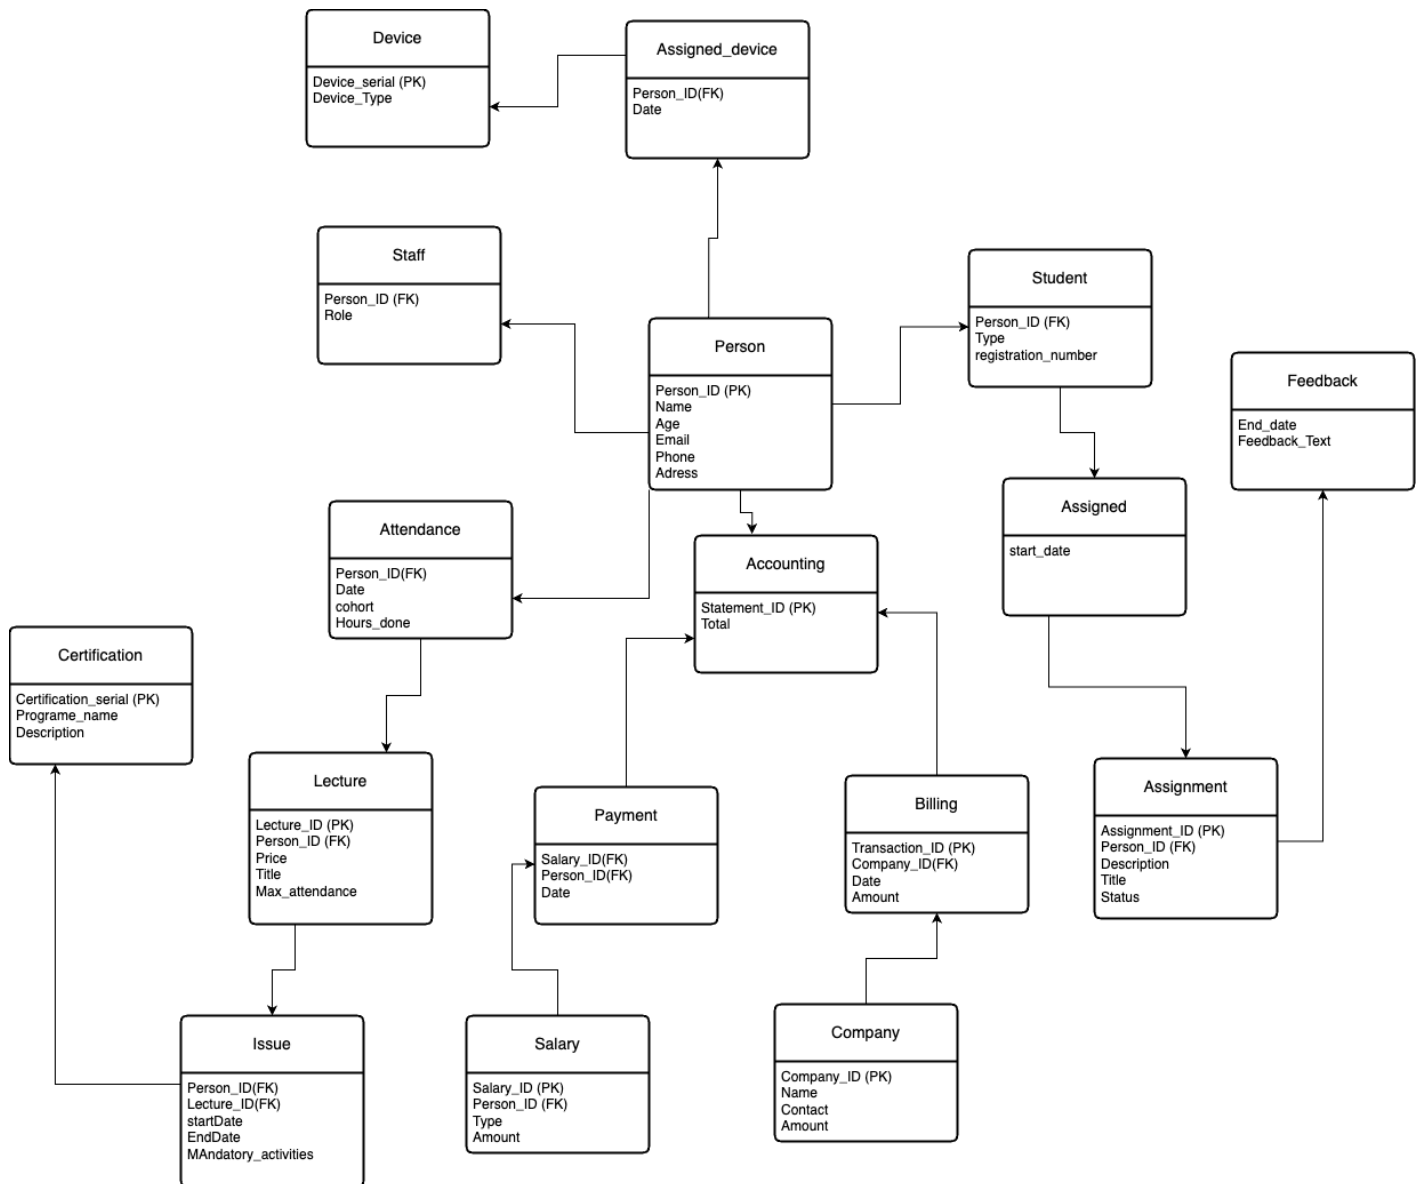 Device
Device_serial (PK)
Device_Type
Assigned_device
Person_ID(FK)
Date
Staff
Person_ID (FK)
Role
Student
Person_ID (FK)
Type
registration_number
Person
Person_ID (PK)
Name
Age
Email
Phone
Adress
Feedback
End_date
Feedback_Text
Attendance
Person_ID(FK)
Date
cohort
Hours_done
Accounting
Statement_ID (PK)
Total
Assigned
start_date
Certification
Certification_serial (PK)
Programe_name
Description
Lecture
Lecture_ID (PK)
Person_ID (FK)
Price
Title
Max_attendance
Payment
Salary_ID(FK)
Person_ID(FK)
Date
Billing
Transaction_ID (PK)
Company_ID(FK)
Date
Amount
Assignment
Assignment_ID (PK)
Person_ID (FK)
Description
Title
Status
Issue
Person_ID(FK)
Lecture_ID(FK)
startDate
EndDate
MAndatory_activities
Salary
Salary_ID (PK)
Person_ID (FK)
Type
Amount
Company
Company_ID (PK)
Name
Contact
Amount